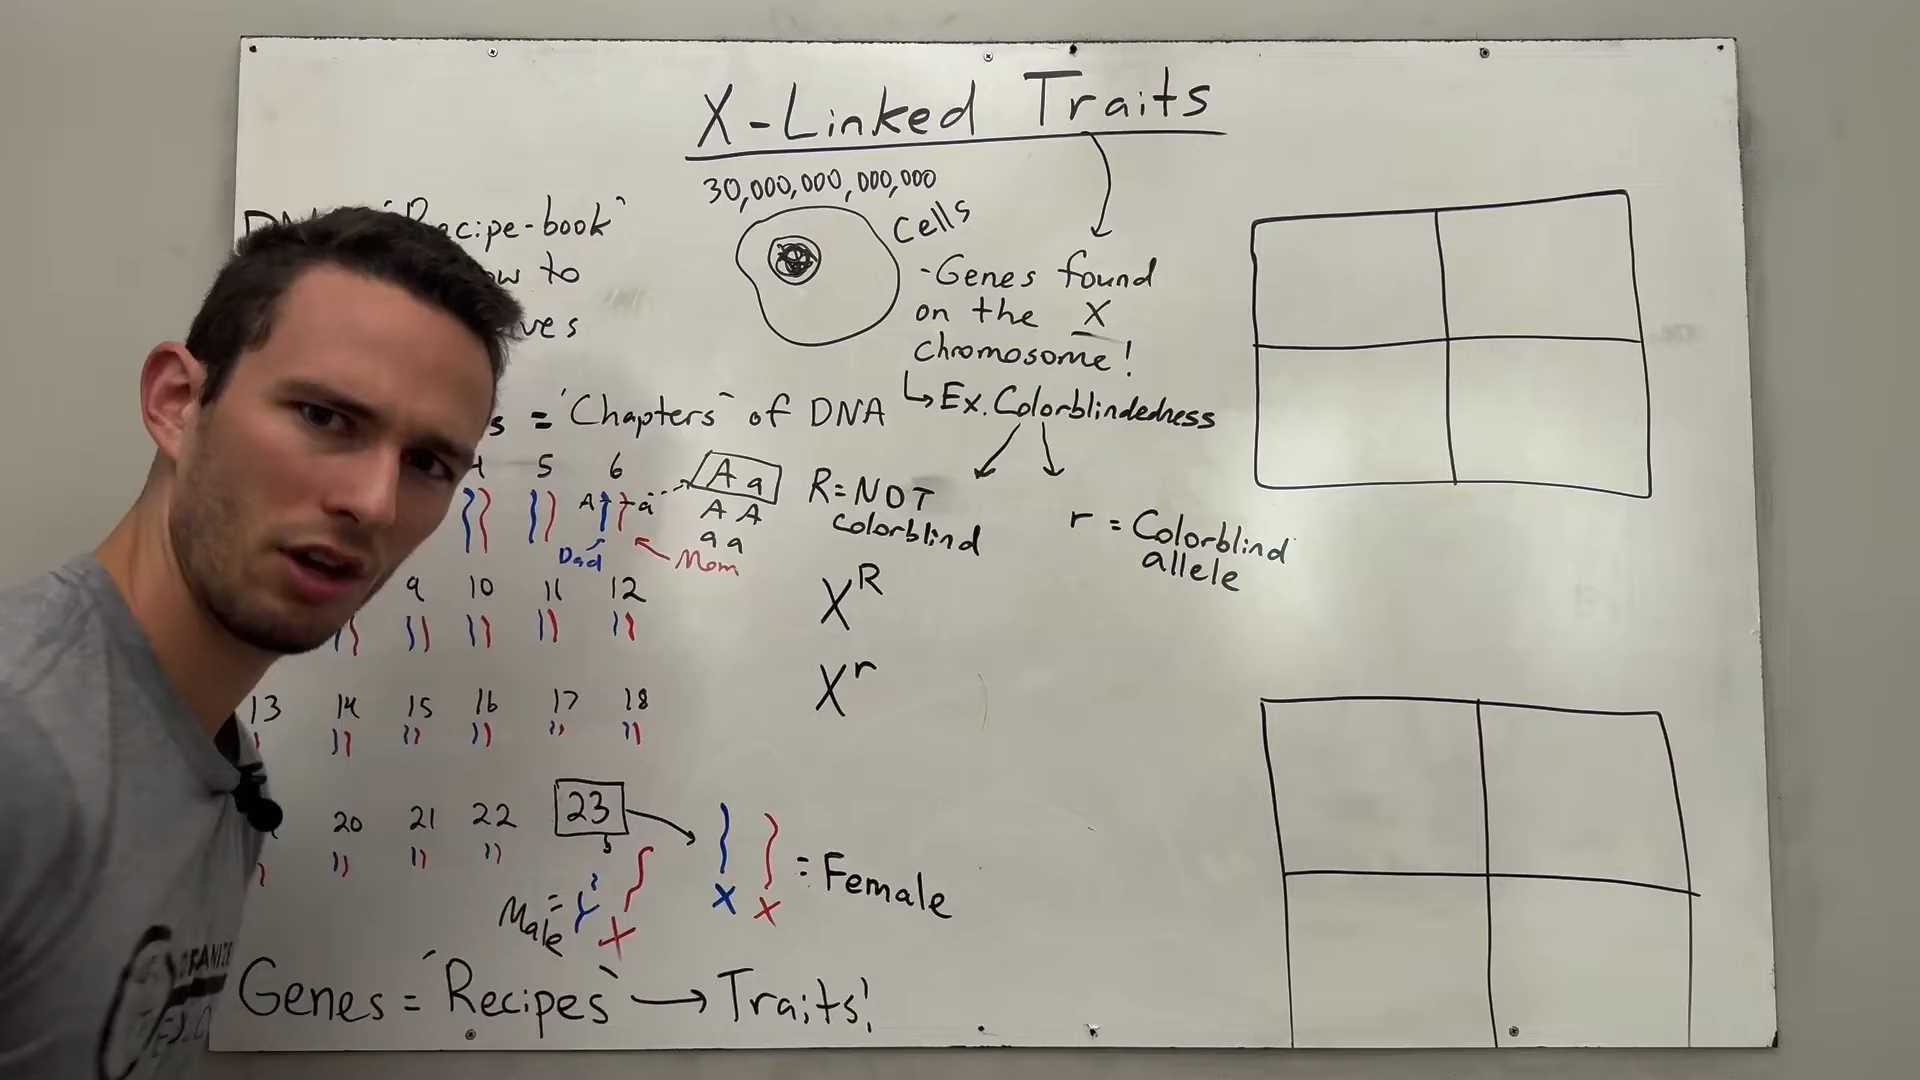 X-Linked Traits
30,000,000,000,000
cells
"Recipe-book"
to
-Genes found
on the X
chromosome!
Ex. Colorblindedness
= "Chapters" of DNA
R = NOT
colorblind
r = Colorblind
allele
5 6
A a
A a
A A
a a
Dad
Mom
9 10 11 12
X^R
X^r
13 14 15 16 17 18
20 21 22 23
Male = Y X
X X = Female
Genes = "Recipes" → Traits!